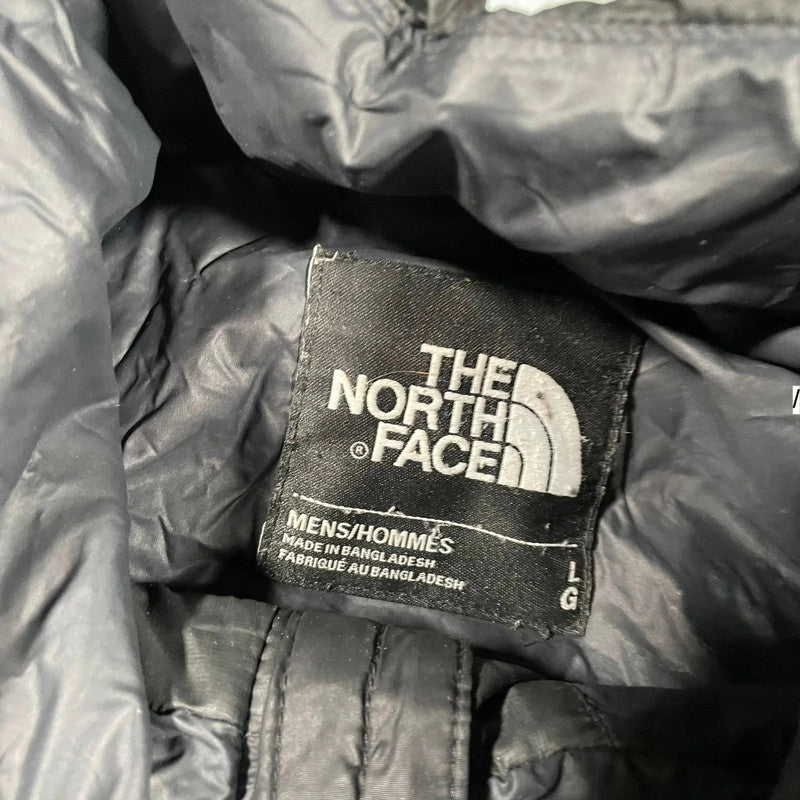 THE
NORTH
® FACE
MENS/HOMMES
MADE IN BANGLADESH
FABRIQUÉ AU BANGLADESH
L
G